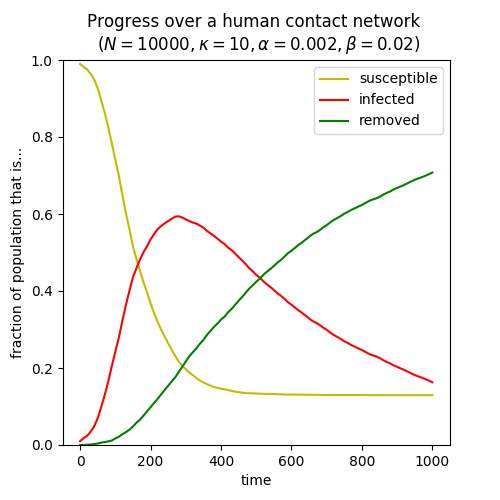 Progress over a human contact network
(N = 10000, κ = 10, α = 0.002, β = 0.02)
1.0
susceptible
infected
removed
0.8
0.6
0.4
0.2
0.0
fraction of population that is...
0 200 400 600 800 1000
time